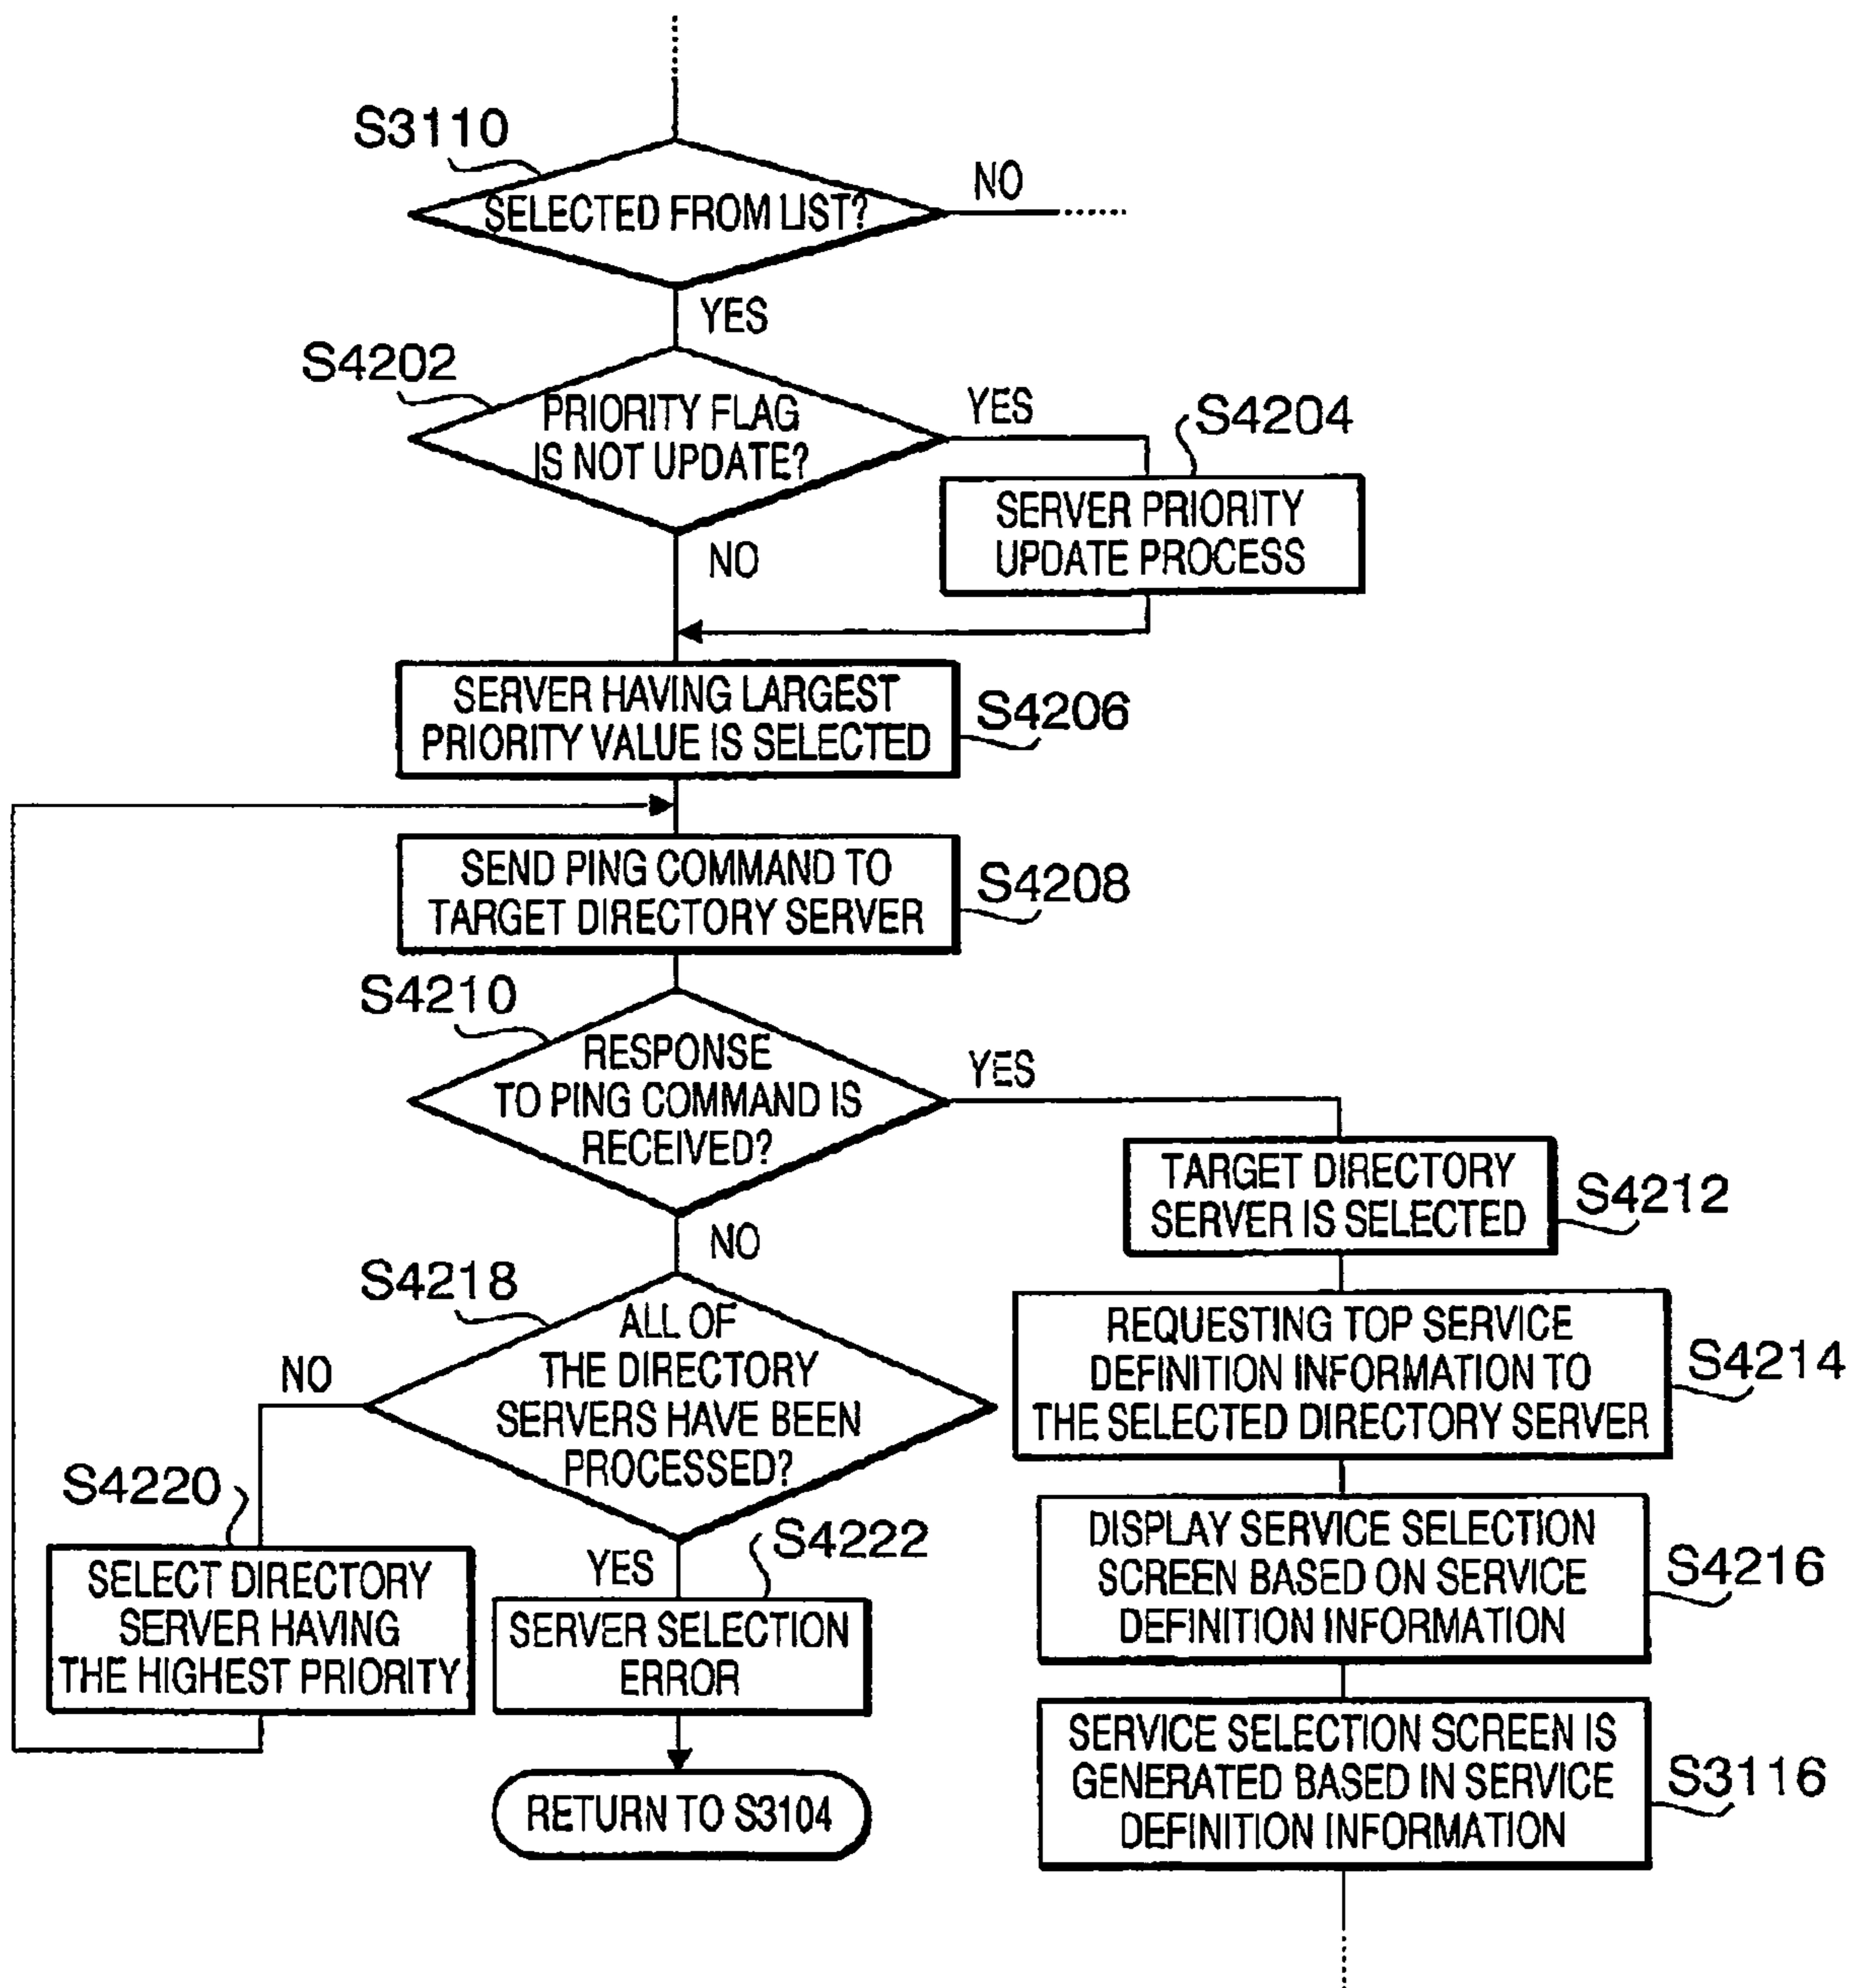 S3110
SELECTED FROM LIST?
NO
YES
S4202
PRIORITY FLAG
IS NOT UPDATE?
YES
S4204
SERVER PRIORITY
UPDATE PROCESS
NO
SERVER HAVING LARGEST
PRIORITY VALUE IS SELECTED
S4206
SEND PING COMMAND TO
TARGET DIRECTORY SERVER
S4208
S4210
RESPONSE
TO PING COMMAND IS
RECEIVED?
YES
TARGET DIRECTORY
SERVER IS SELECTED
S4212
NO
S4218
ALL OF
THE DIRECTORY
SERVERS HAVE BEEN
PROCESSED?
NO
REQUESTING TOP SERVICE
DEFINITION INFORMATION TO
THE SELECTED DIRECTORY SERVER
S4214
S4220
SELECT DIRECTORY
SERVER HAVING
THE HIGHEST PRIORITY
YES
S4222
SERVER SELECTION
ERROR
DISPLAY SERVICE SELECTION
SCREEN BASED ON SERVICE
DEFINITION INFORMATION
S4216
RETURN TO S3104
SERVICE SELECTION SCREEN IS
GENERATED BASED IN SERVICE
DEFINITION INFORMATION
S3116